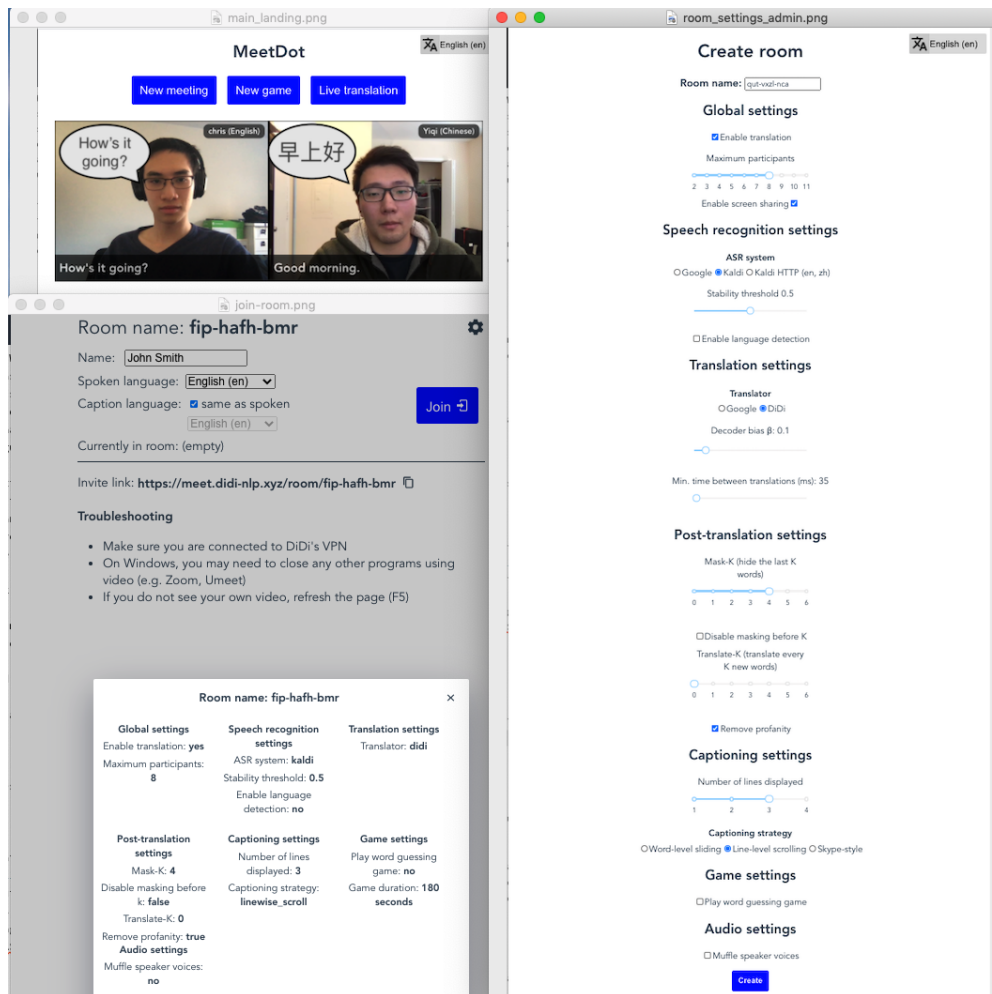 main_landing.png
MeetDot
English (en)
New meeting
New game
Live translation
How's it
going?
chris (English)
早上好
Yiqi (Chinese)
How's it going?
Good morning.
join-room.png
Room name: fip-hafh-bmr
Name: John Smith
Spoken language: English (en)
Caption language: same as spoken
English (en)
Join
Currently in room: (empty)
Invite link: https://meet.didi-nlp.xyz/room/fip-hafh-bmr
Troubleshooting
• Make sure you are connected to DiDi's VPN
• On Windows, you may need to close any other programs using
video (e.g. Zoom, Umeet)
• If you do not see your own video, refresh the page (F5)
Room name: fip-hafh-bmr
×
Global settings
Enable translation: yes
Maximum participants:
8
Speech recognition
settings
ASR system: kaldi
Stability threshold: 0.5
Enable language
detection: no
Translation settings
Translator: didi
Post-translation
settings
Mask-K: 4
Disable masking before
k: false
Translate-K: 0
Remove profanity: true
Audio settings
Muffle speaker voices:
no
Captioning settings
Number of lines
displayed: 3
Captioning strategy:
linewise_scroll
Game settings
Play word guessing
game: no
Game duration: 180
seconds
room_settings_admin.png
Create room
English (en)
Room name: qut-vxzl-nca
Global settings
Enable translation
Maximum participants
2 3 4 5 6 7 8 9 10 11
Enable screen sharing
Speech recognition settings
ASR system
Google Kaldi Kaldi HTTP (en, zh)
Stability threshold 0.5
Enable language detection
Translation settings
Translator
Google DiDi
Decoder bias β: 0.1
Min. time between translations (ms): 35
Post-translation settings
Mask-K (hide the last K
words)
0 1 2 3 4 5 6
Disable masking before K
Translate-K (translate every
K new words)
0 1 2 3 4 5 6
Remove profanity
Captioning settings
Number of lines displayed
1 2 3 4
Captioning strategy
Word-level sliding Line-level scrolling Skype-style
Game settings
Play word guessing game
Audio settings
Muffle speaker voices
Create